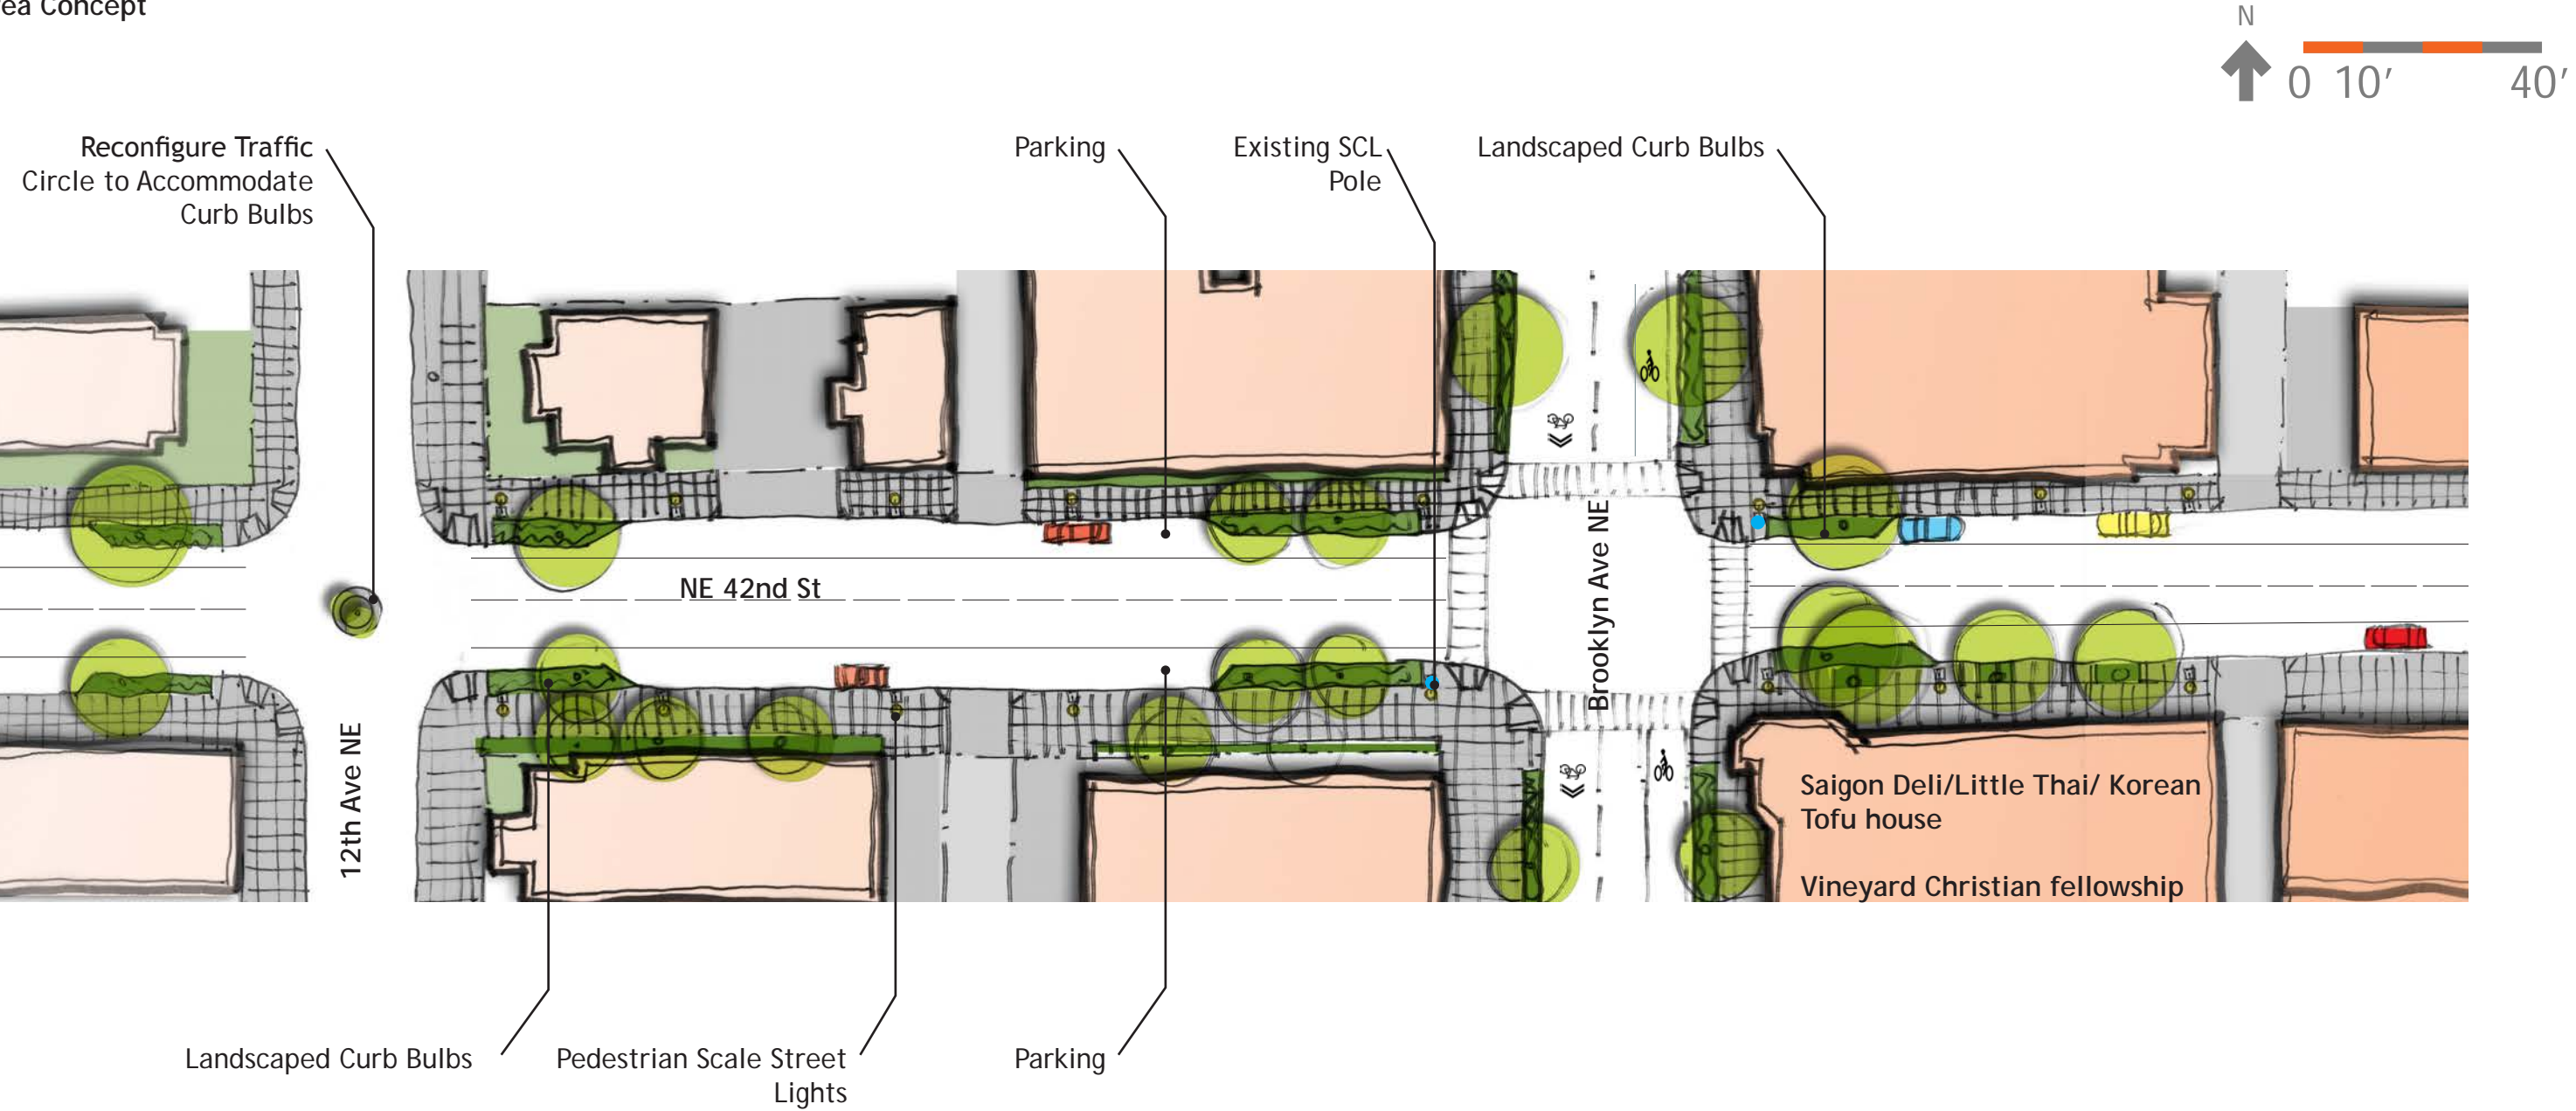 ea Concept
N
0 10' 40'
Reconfigure Traffic
Circle to Accommodate
Curb Bulbs
Parking
Existing SCL
Pole
Landscaped Curb Bulbs
NE 42nd St
Brooklyn Ave NE
12th Ave NE
Saigon Deli/Little Thai/ Korean
Tofu house
Vineyard Christian fellowship
Landscaped Curb Bulbs
Pedestrian Scale Street
Lights
Parking